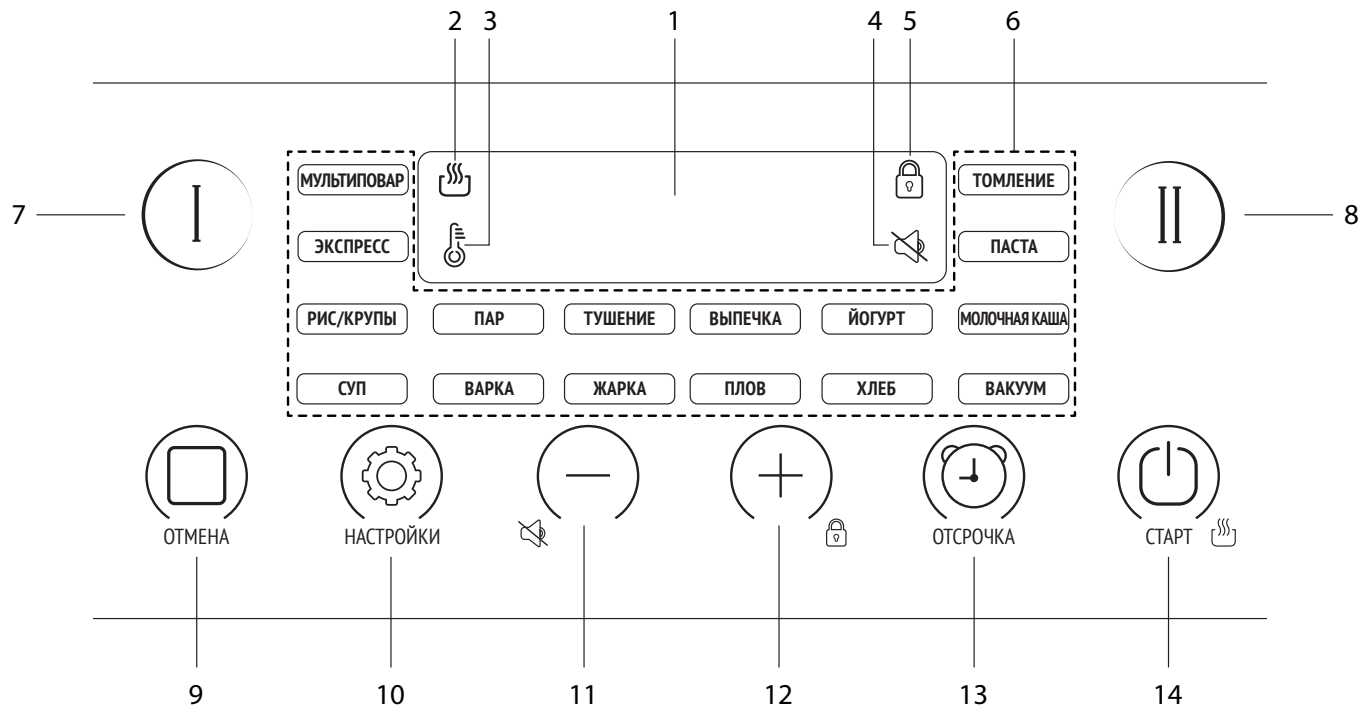 2 3 1 4 5 6
МУЛЬТИПОВАР ТОМЛЕНИЕ
7 I II 8
ЭКСПРЕСС ПАСТА
РИС/КРУПЫ ПАР ТУШЕНИЕ ВЫПЕЧКА ЙОГУРТ МОЛОЧНАЯ КАША
СУП ВАРКА ЖАРКА ПЛОВ ХЛЕБ ВАКУУМ
ОТМЕНА НАСТРОЙКИ ОТСРОЧКА СТАРТ
9 10 11 12 13 14